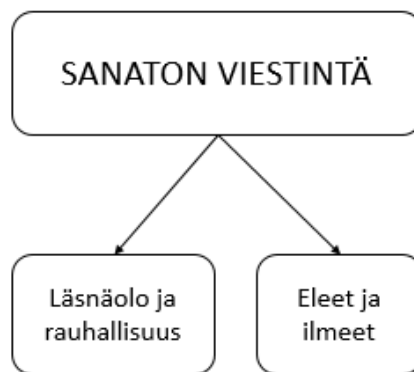 SANATON VIESTINTÄ
Läsnäolo ja
rauhallisuus
Eleet ja
ilmeet